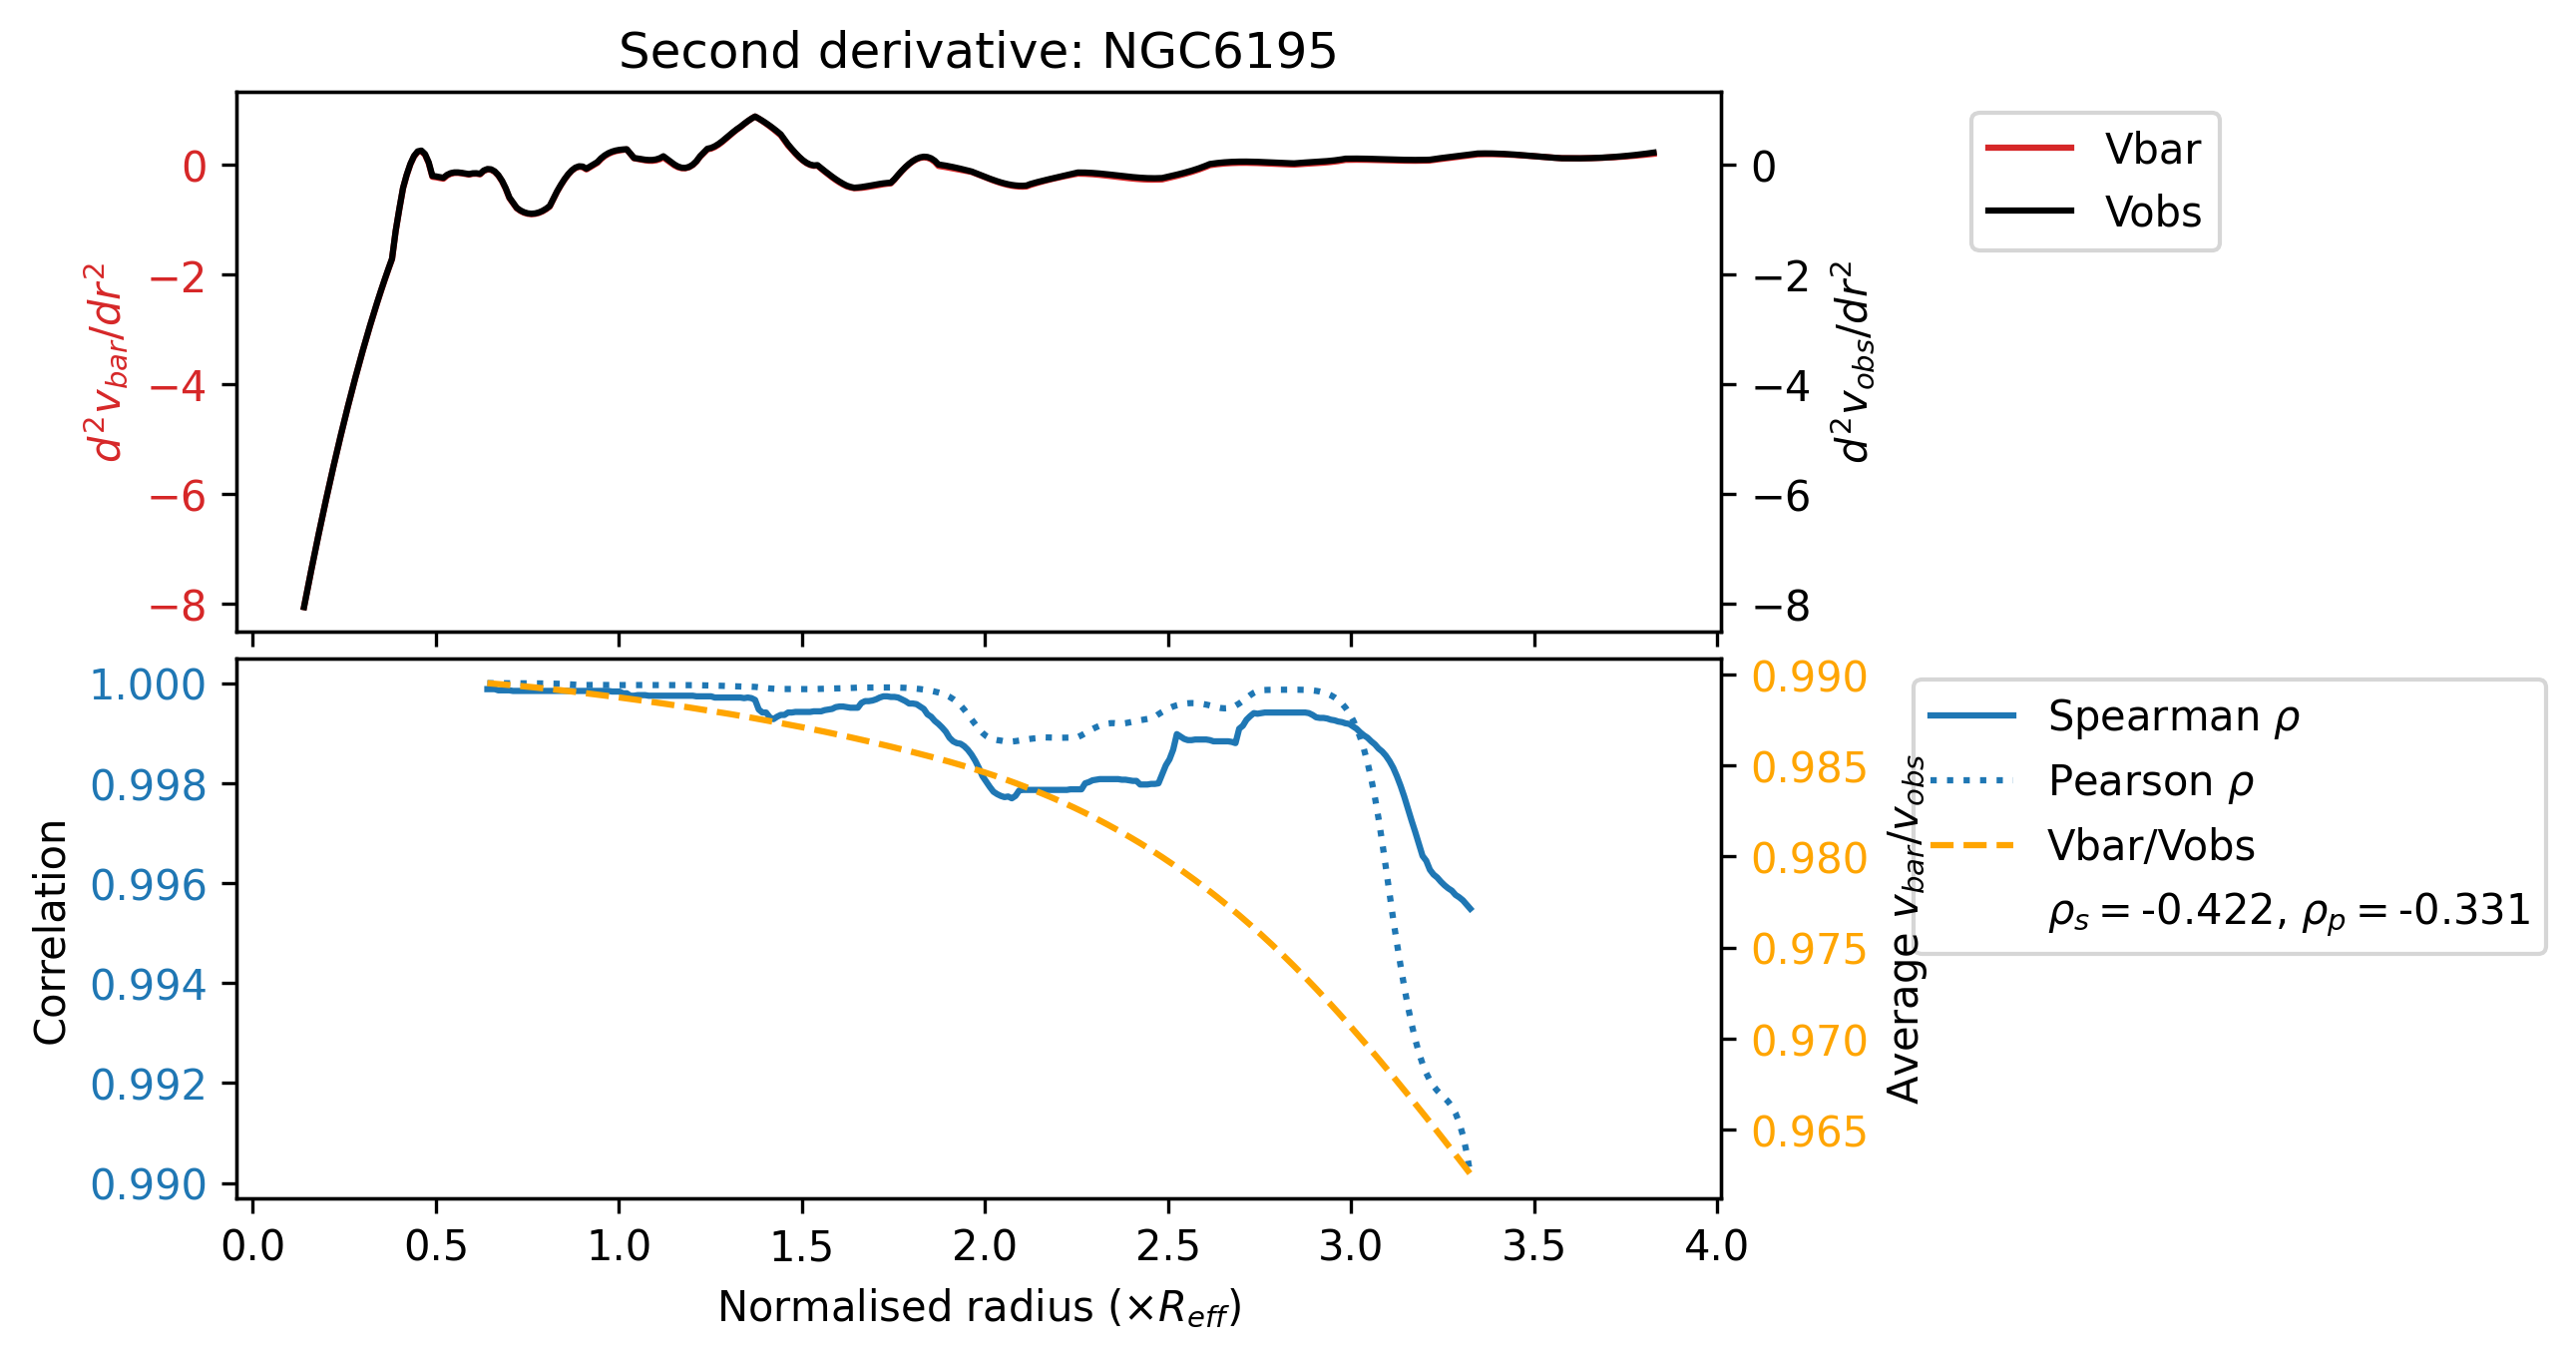 Second derivative: NGC6195
d²v_bar/dr²
0
−2
−4
−6
−8
0
−2
−4
−6
−8
d²v_obs/dr²
Vbar
Vobs
Correlation
1.000
0.998
0.996
0.994
0.992
0.990
0.990
0.985
0.980
0.975
0.970
0.965
Average v_bar/v_obs
Spearman ρ
Pearson ρ
Vbar/Vobs
ρ_s = -0.422, ρ_p = -0.331
0.0 0.5 1.0 1.5 2.0 2.5 3.0 3.5 4.0
Normalised radius (×R_eff)